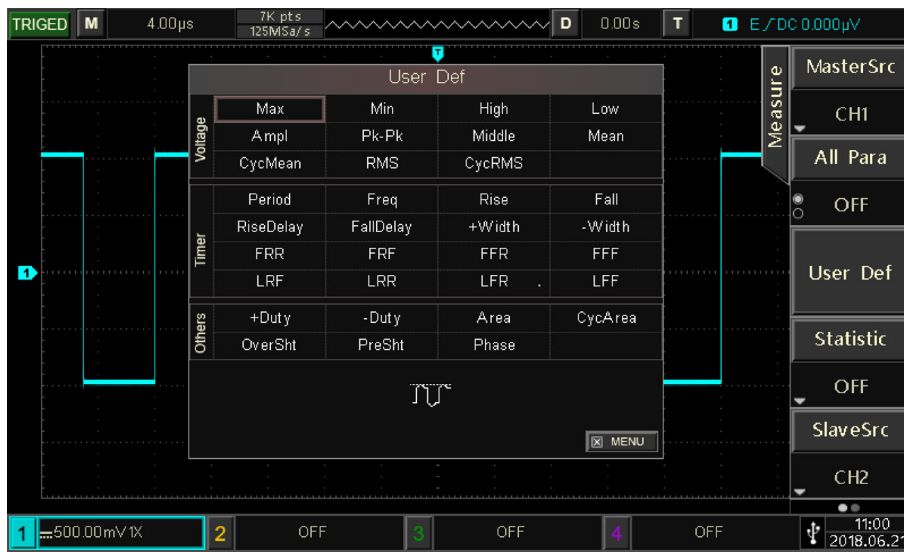 TRIGED M 4.00μs 7K pts 125MSa/s D 0.00s T 1 E DC 0.000μV
T
User Def
Voltage
Max Min High Low
Ampl Pk-Pk Middle Mean
CycMean RMS CycRMS
Timer
Period Freq Rise Fall
RiseDelay FallDelay +Width -Width
FRR FRF FFR FFF
LRF LRR LFR . LFF
Others
+Duty -Duty Area CycArea
OverSht PreSht Phase
MENU
1
Measure
MasterSrc
CH1
All Para
OFF
User Def
Statistic
OFF
SlaveSrc
CH2
1 500.00mV 1X 2 OFF 3 OFF 4 OFF
11:00
2018.06.21